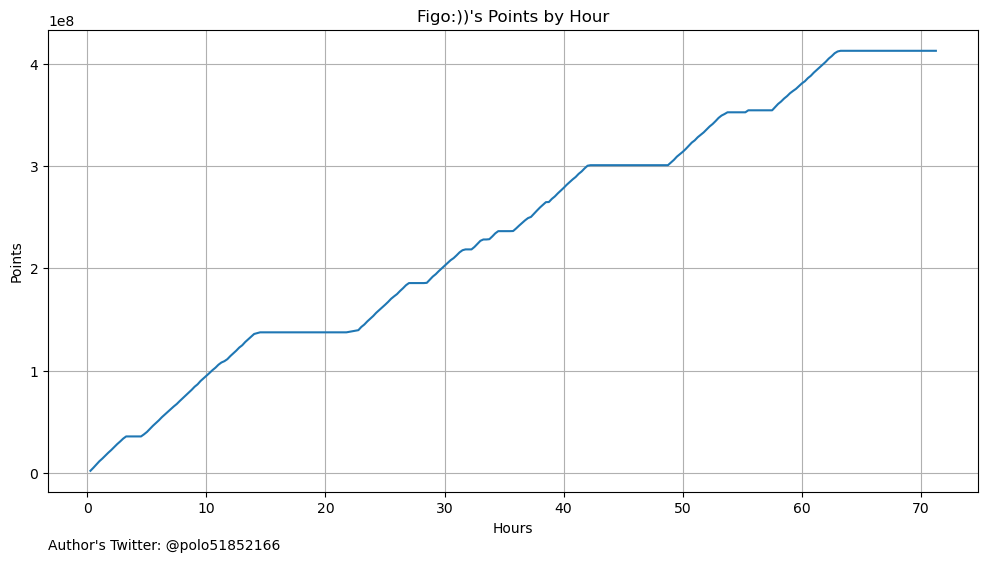 Figo:))'s Points by Hour
1e8
4
3
2
1
0
Points
0 10 20 30 40 50 60 70
Hours
Author's Twitter: @polo51852166